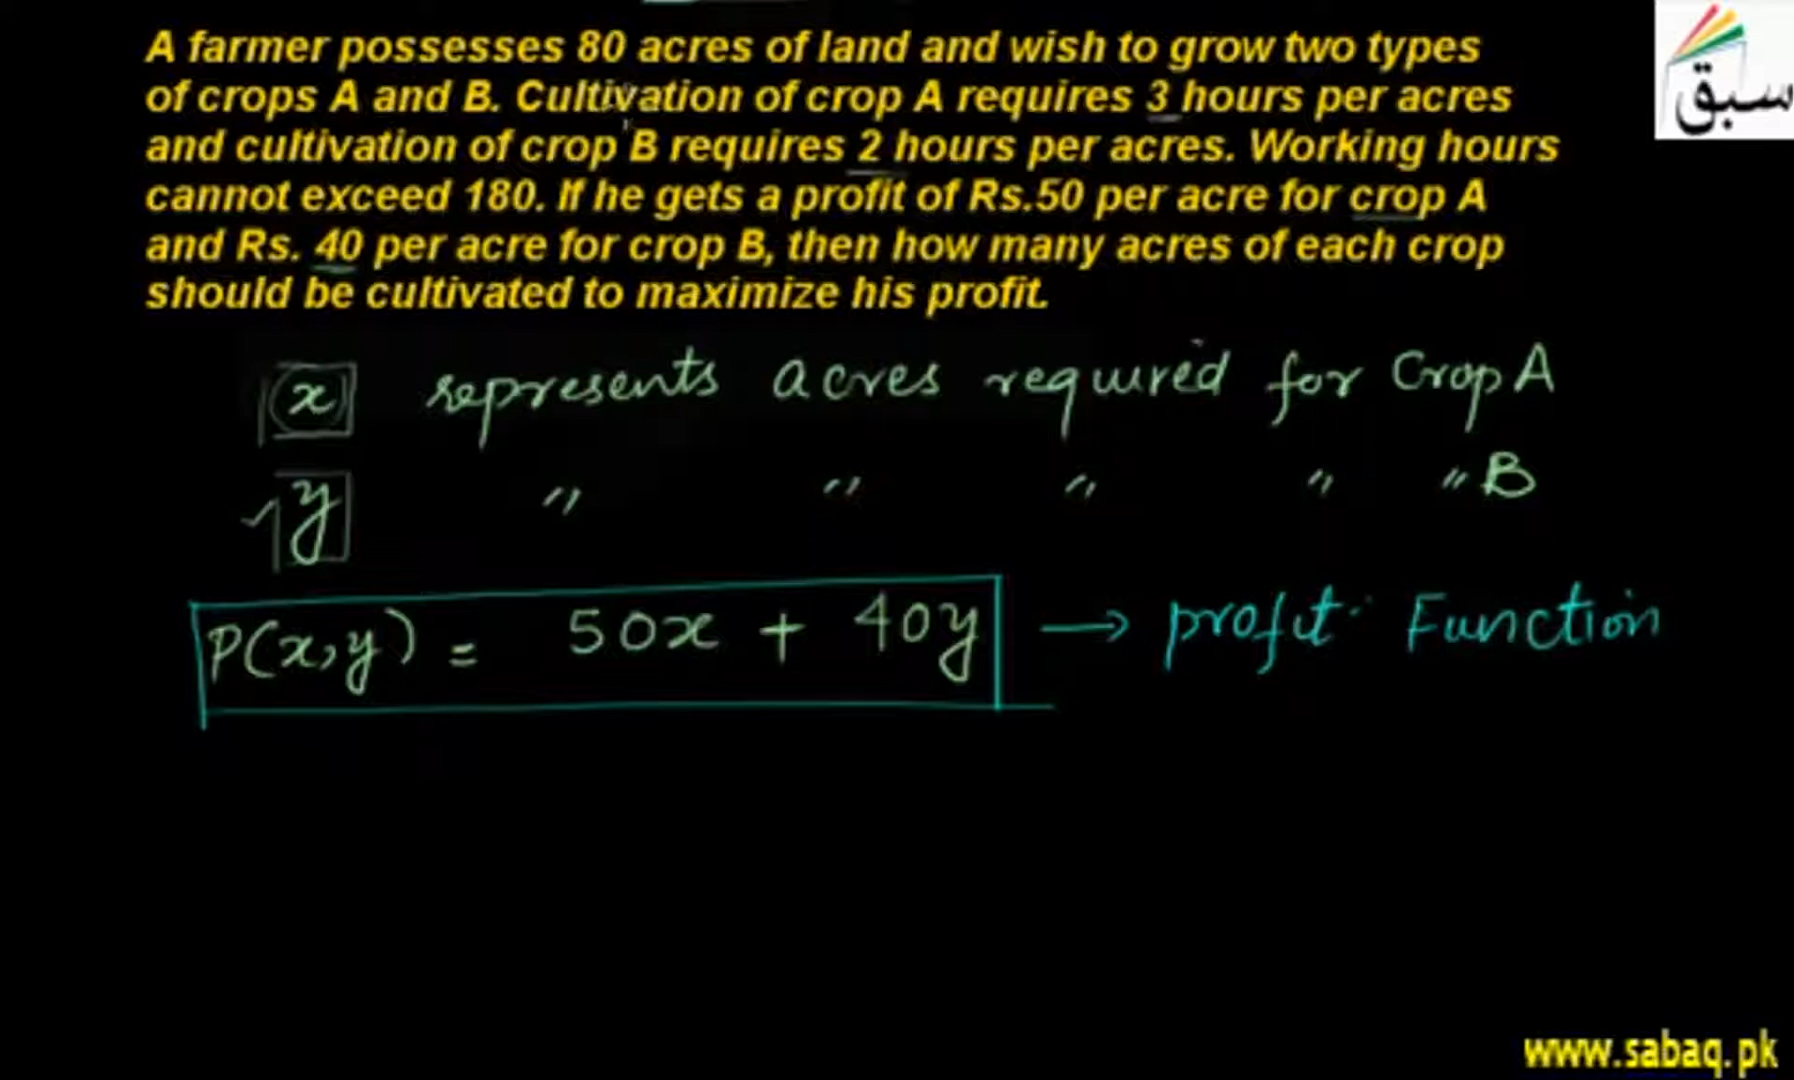 A farmer possesses 80 acres of land and wish to grow two types
of crops A and B. Cultivation of crop A requires 3 hours per acres
and cultivation of crop B requires 2 hours per acres. Working hours
cannot exceed 180. If he gets a profit of Rs.50 per acre for crop A
and Rs. 40 per acre for crop B, then how many acres of each crop
should be cultivated to maximize his profit.
سبق
x represents acres required for Crop A
y " " " " " B
P(x,y) = 50x + 40y → profit Function
www.sabaq.pk